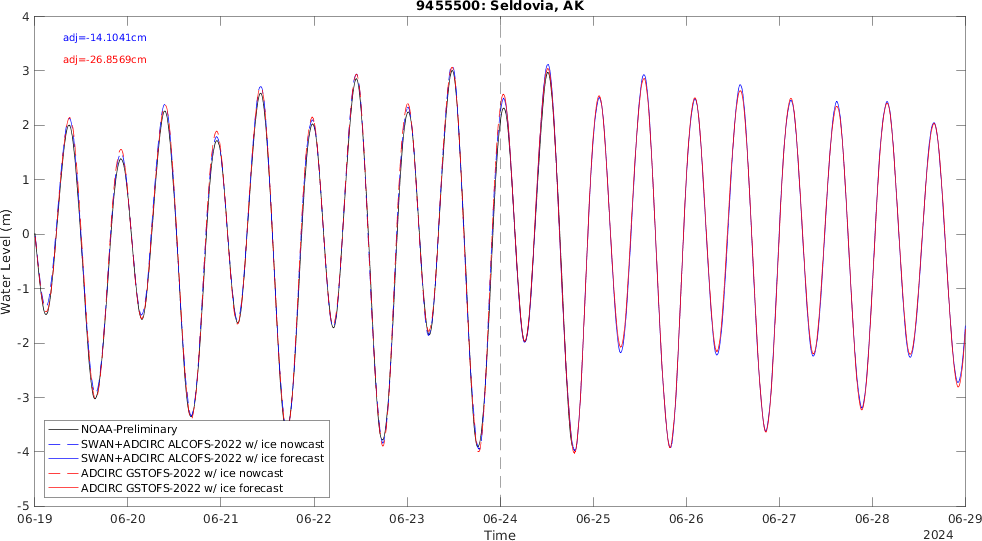 9455500: Seldovia, AK
adj=-14.1041cm
adj=-26.8569cm
4
3
2
1
0
-1
-2
-3
-4
-5
Water Level (m)
NOAA-Preliminary
SWAN+ADCIRC ALCOFS-2022 w/ ice nowcast
SWAN+ADCIRC ALCOFS-2022 w/ ice forecast
ADCIRC GSTOFS-2022 w/ ice nowcast
ADCIRC GSTOFS-2022 w/ ice forecast
06-19 06-20 06-21 06-22 06-23 06-24 06-25 06-26 06-27 06-28 06-29
Time
2024